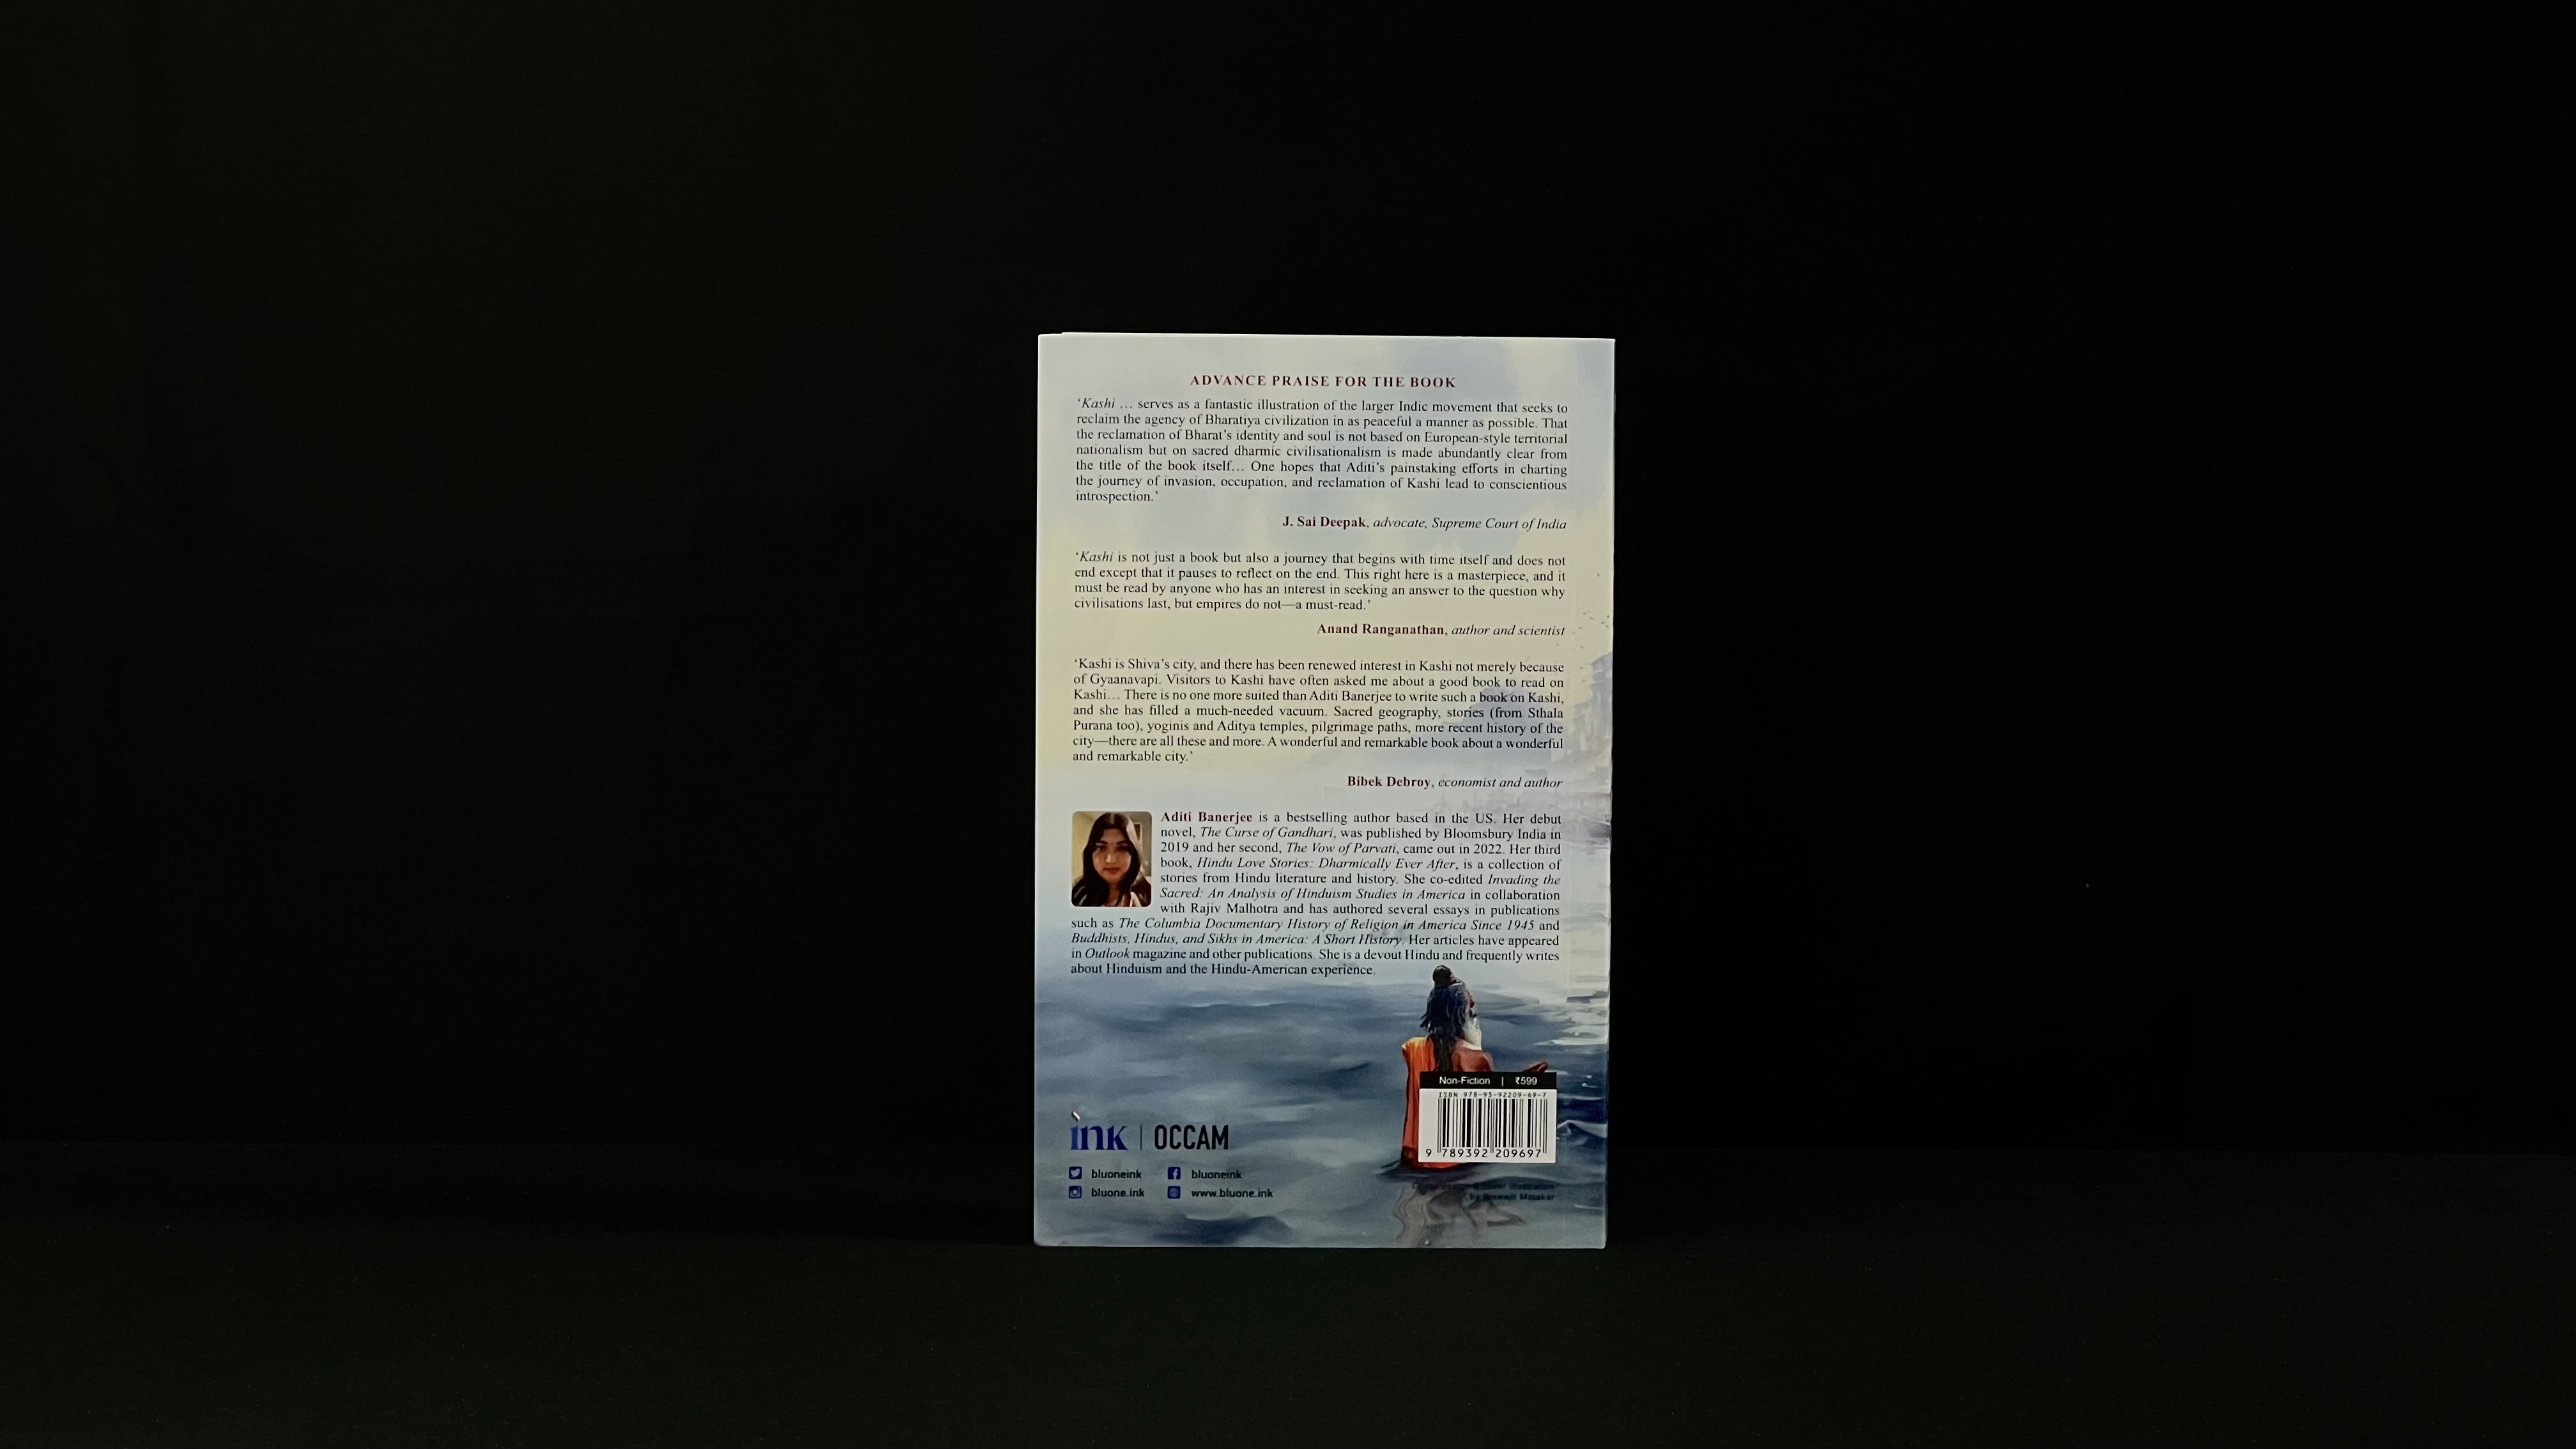 ADVANCE PRAISE FOR THE BOOK
‘Kashi ... serves as a fantastic illustration of the larger Indic movement that seeks to
reclaim the agency of Bharatiya civilization in as peaceful a manner as possible. That
the reclamation of Bharat’s identity and soul is not based on European-style territorial
nationalism but on sacred dharmic civilisationalism is made abundantly clear from
the title of the book itself... One hopes that Aditi’s painstaking efforts in charting
the journey of invasion, occupation, and reclamation of Kashi lead to conscientious
introspection.’
J. Sai Deepak, advocate, Supreme Court of India
‘Kashi is not just a book but also a journey that begins with time itself and does not
end except that it pauses to reflect on the end. This right here is a masterpiece, and it
must be read by anyone who has an interest in seeking an answer to the question why
civilisations last, but empires do not—a must-read.’
Anand Ranganathan, author and scientist
‘Kashi is Shiva’s city, and there has been renewed interest in Kashi not merely because
of Gyaanavapi. Visitors to Kashi have often asked me about a good book to read on
Kashi... There is no one more suited than Aditi Banerjee to write such a book on Kashi,
and she has filled a much-needed vacuum. Sacred geography, stories (from Sthala
Purana too), yoginis and Aditya temples, pilgrimage paths, more recent history of the
city—there are all these and more. A wonderful and remarkable book about a wonderful
and remarkable city.’
Bibek Debroy, economist and author
Aditi Banerjee is a bestselling author based in the US. Her debut
novel, The Curse of Gandhari, was published by Bloomsbury India in
2019 and her second, The Vow of Parvati, came out in 2022. Her third
book, Hindu Love Stories: Dharmically Ever After, is a collection of
stories from Hindu literature and history. She co-edited Invading the
Sacred: An Analysis of Hinduism Studies in America in collaboration
with Rajiv Malhotra and has authored several essays in publications
such as The Columbia Documentary History of Religion in America Since 1945 and
Buddhists, Hindus, and Sikhs in America: A Short History. Her articles have appeared
in Outlook magazine and other publications. She is a devout Hindu and frequently writes
about Hinduism and the Hindu-American experience.
Non-Fiction | ₹599
ISBN 978-93-92209-69-7
9 789392 209697
ink | OCCAM
bluoneink bluoneink
bluone.ink www.bluone.ink
illustration
by